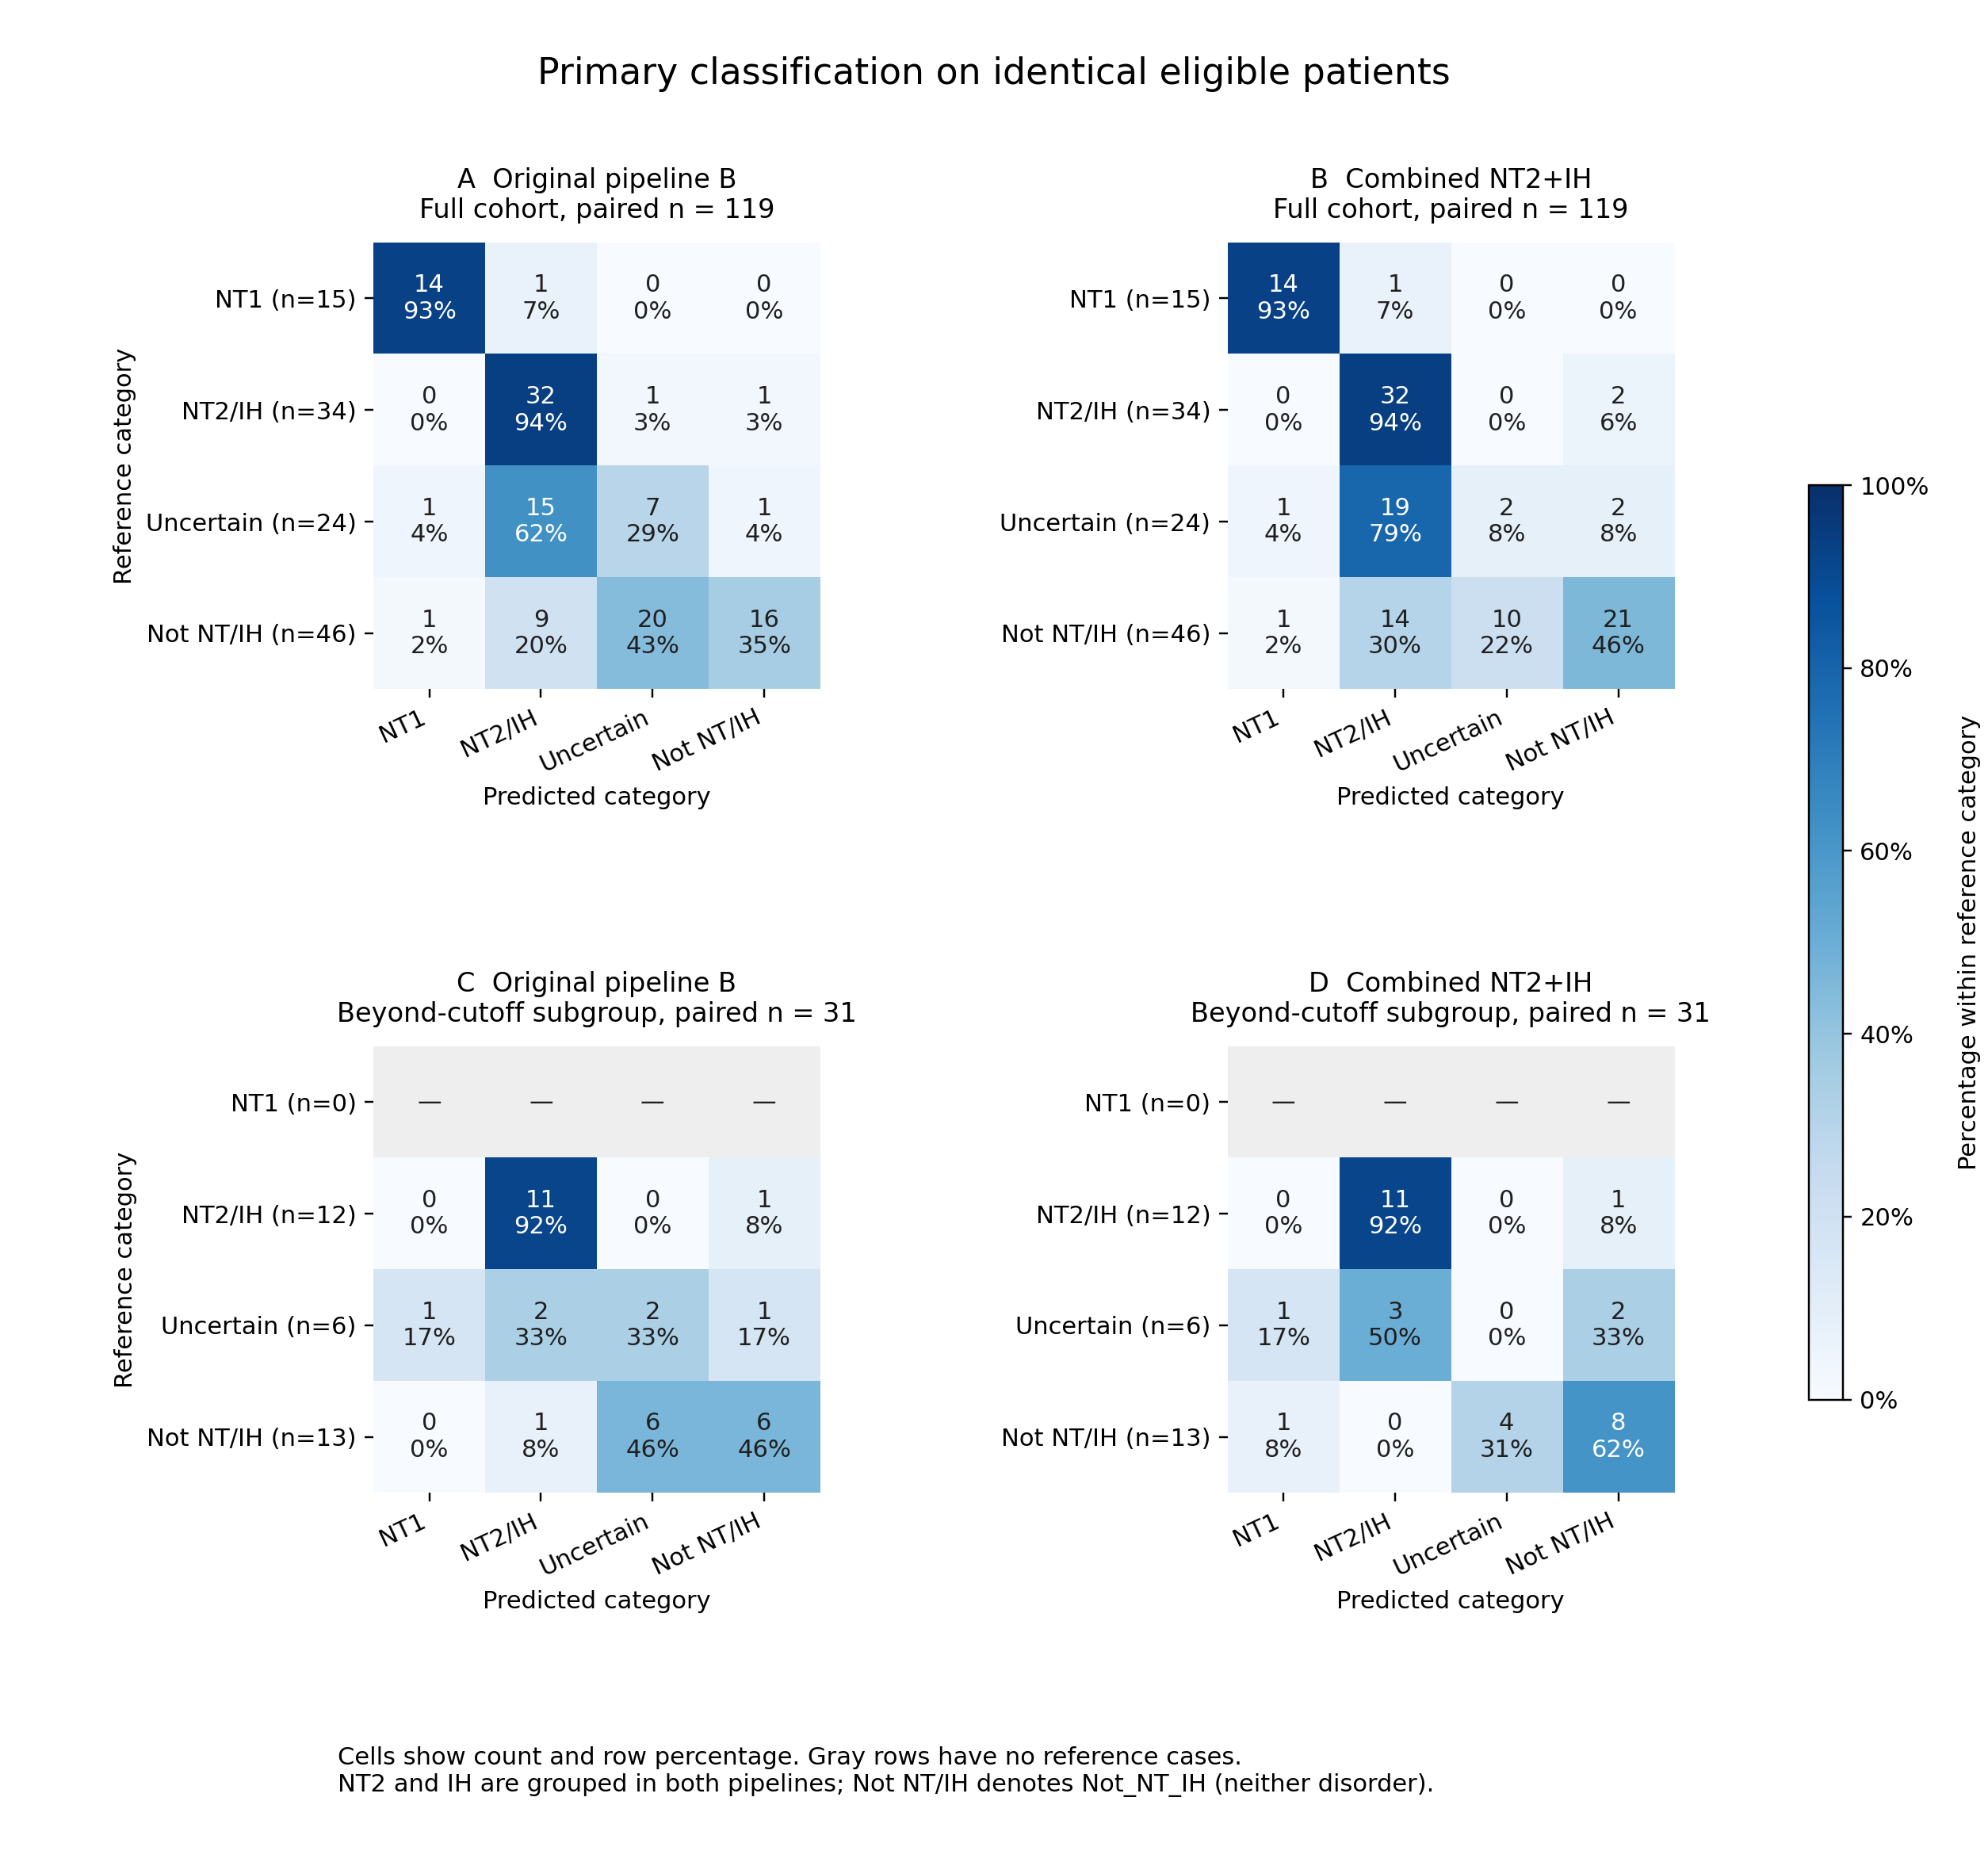 Primary classification on identical eligible patients
A  Original pipeline B
Full cohort, paired n = 119
Reference category
NT1 (n=15)
14 1 0 0
93% 7% 0% 0%
NT2/IH (n=34)
0 32 1 1
0% 94% 3% 3%
Uncertain (n=24)
1 15 7 1
4% 62% 29% 4%
Not NT/IH (n=46)
1 9 20 16
2% 20% 43% 35%
NT1 NT2/IH Uncertain Not NT/IH
Predicted category
B  Combined NT2+IH
Full cohort, paired n = 119
NT1 (n=15)
14 1 0 0
93% 7% 0% 0%
NT2/IH (n=34)
0 32 0 2
0% 94% 0% 6%
Uncertain (n=24)
1 19 2 2
4% 79% 8% 8%
Not NT/IH (n=46)
1 14 10 21
2% 30% 22% 46%
NT1 NT2/IH Uncertain Not NT/IH
Predicted category
C  Original pipeline B
Beyond-cutoff subgroup, paired n = 31
Reference category
NT1 (n=0)
— — — —
NT2/IH (n=12)
0 11 0 1
0% 92% 0% 8%
Uncertain (n=6)
1 2 2 1
17% 33% 33% 17%
Not NT/IH (n=13)
0 1 6 6
0% 8% 46% 46%
NT1 NT2/IH Uncertain Not NT/IH
Predicted category
D  Combined NT2+IH
Beyond-cutoff subgroup, paired n = 31
NT1 (n=0)
— — — —
NT2/IH (n=12)
0 11 0 1
0% 92% 0% 8%
Uncertain (n=6)
1 3 0 2
17% 50% 0% 33%
Not NT/IH (n=13)
1 0 4 8
8% 0% 31% 62%
NT1 NT2/IH Uncertain Not NT/IH
Predicted category
100%
80%
60%
40%
20%
0%
Percentage within reference category
Cells show count and row percentage. Gray rows have no reference cases.
NT2 and IH are grouped in both pipelines; Not NT/IH denotes Not_NT_IH (neither disorder).